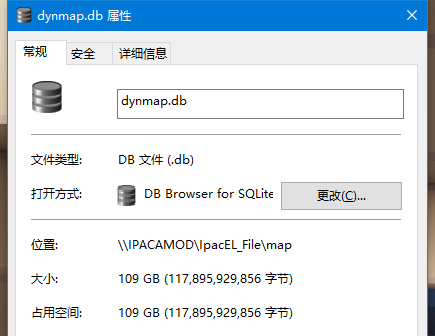 dynmap.db 属性
常规 安全 详细信息
dynmap.db
文件类型: DB 文件 (.db)
打开方式: DB Browser for SQLite 更改(C)...
位置: \\IPACAMOD\IpacEL_File\map
大小: 109 GB (117,895,929,856 字节)
占用空间: 109 GB (117,895,929,856 字节)